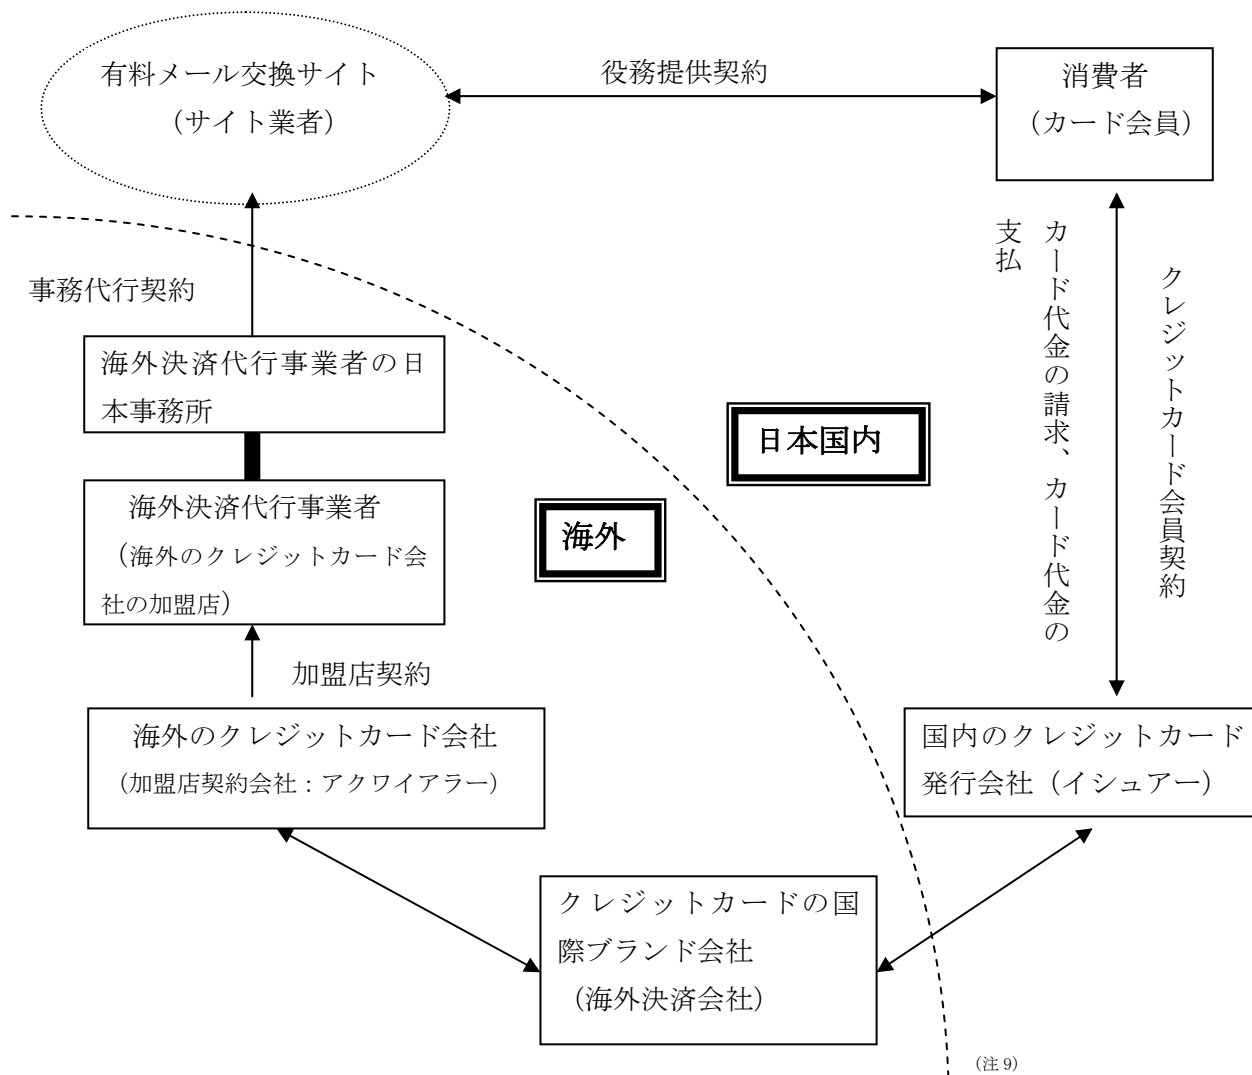 有料メール交換サイト
（サイト業者）
役務提供契約
消費者
（カード会員）
事務代行契約
海外決済代行事業者の日
本事務所
海外決済代行事業者
（海外のクレジットカード会
社の加盟店）
日本国内
海外
カード代金の請求、カード代金の
支払
クレジットカード会員契約
加盟店契約
海外のクレジットカード会社
（加盟店契約会社：アクワイアラー）
国内のクレジットカード
発行会社（イシュアー）
クレジットカードの国
際ブランド会社
（海外決済会社）
（注 9）